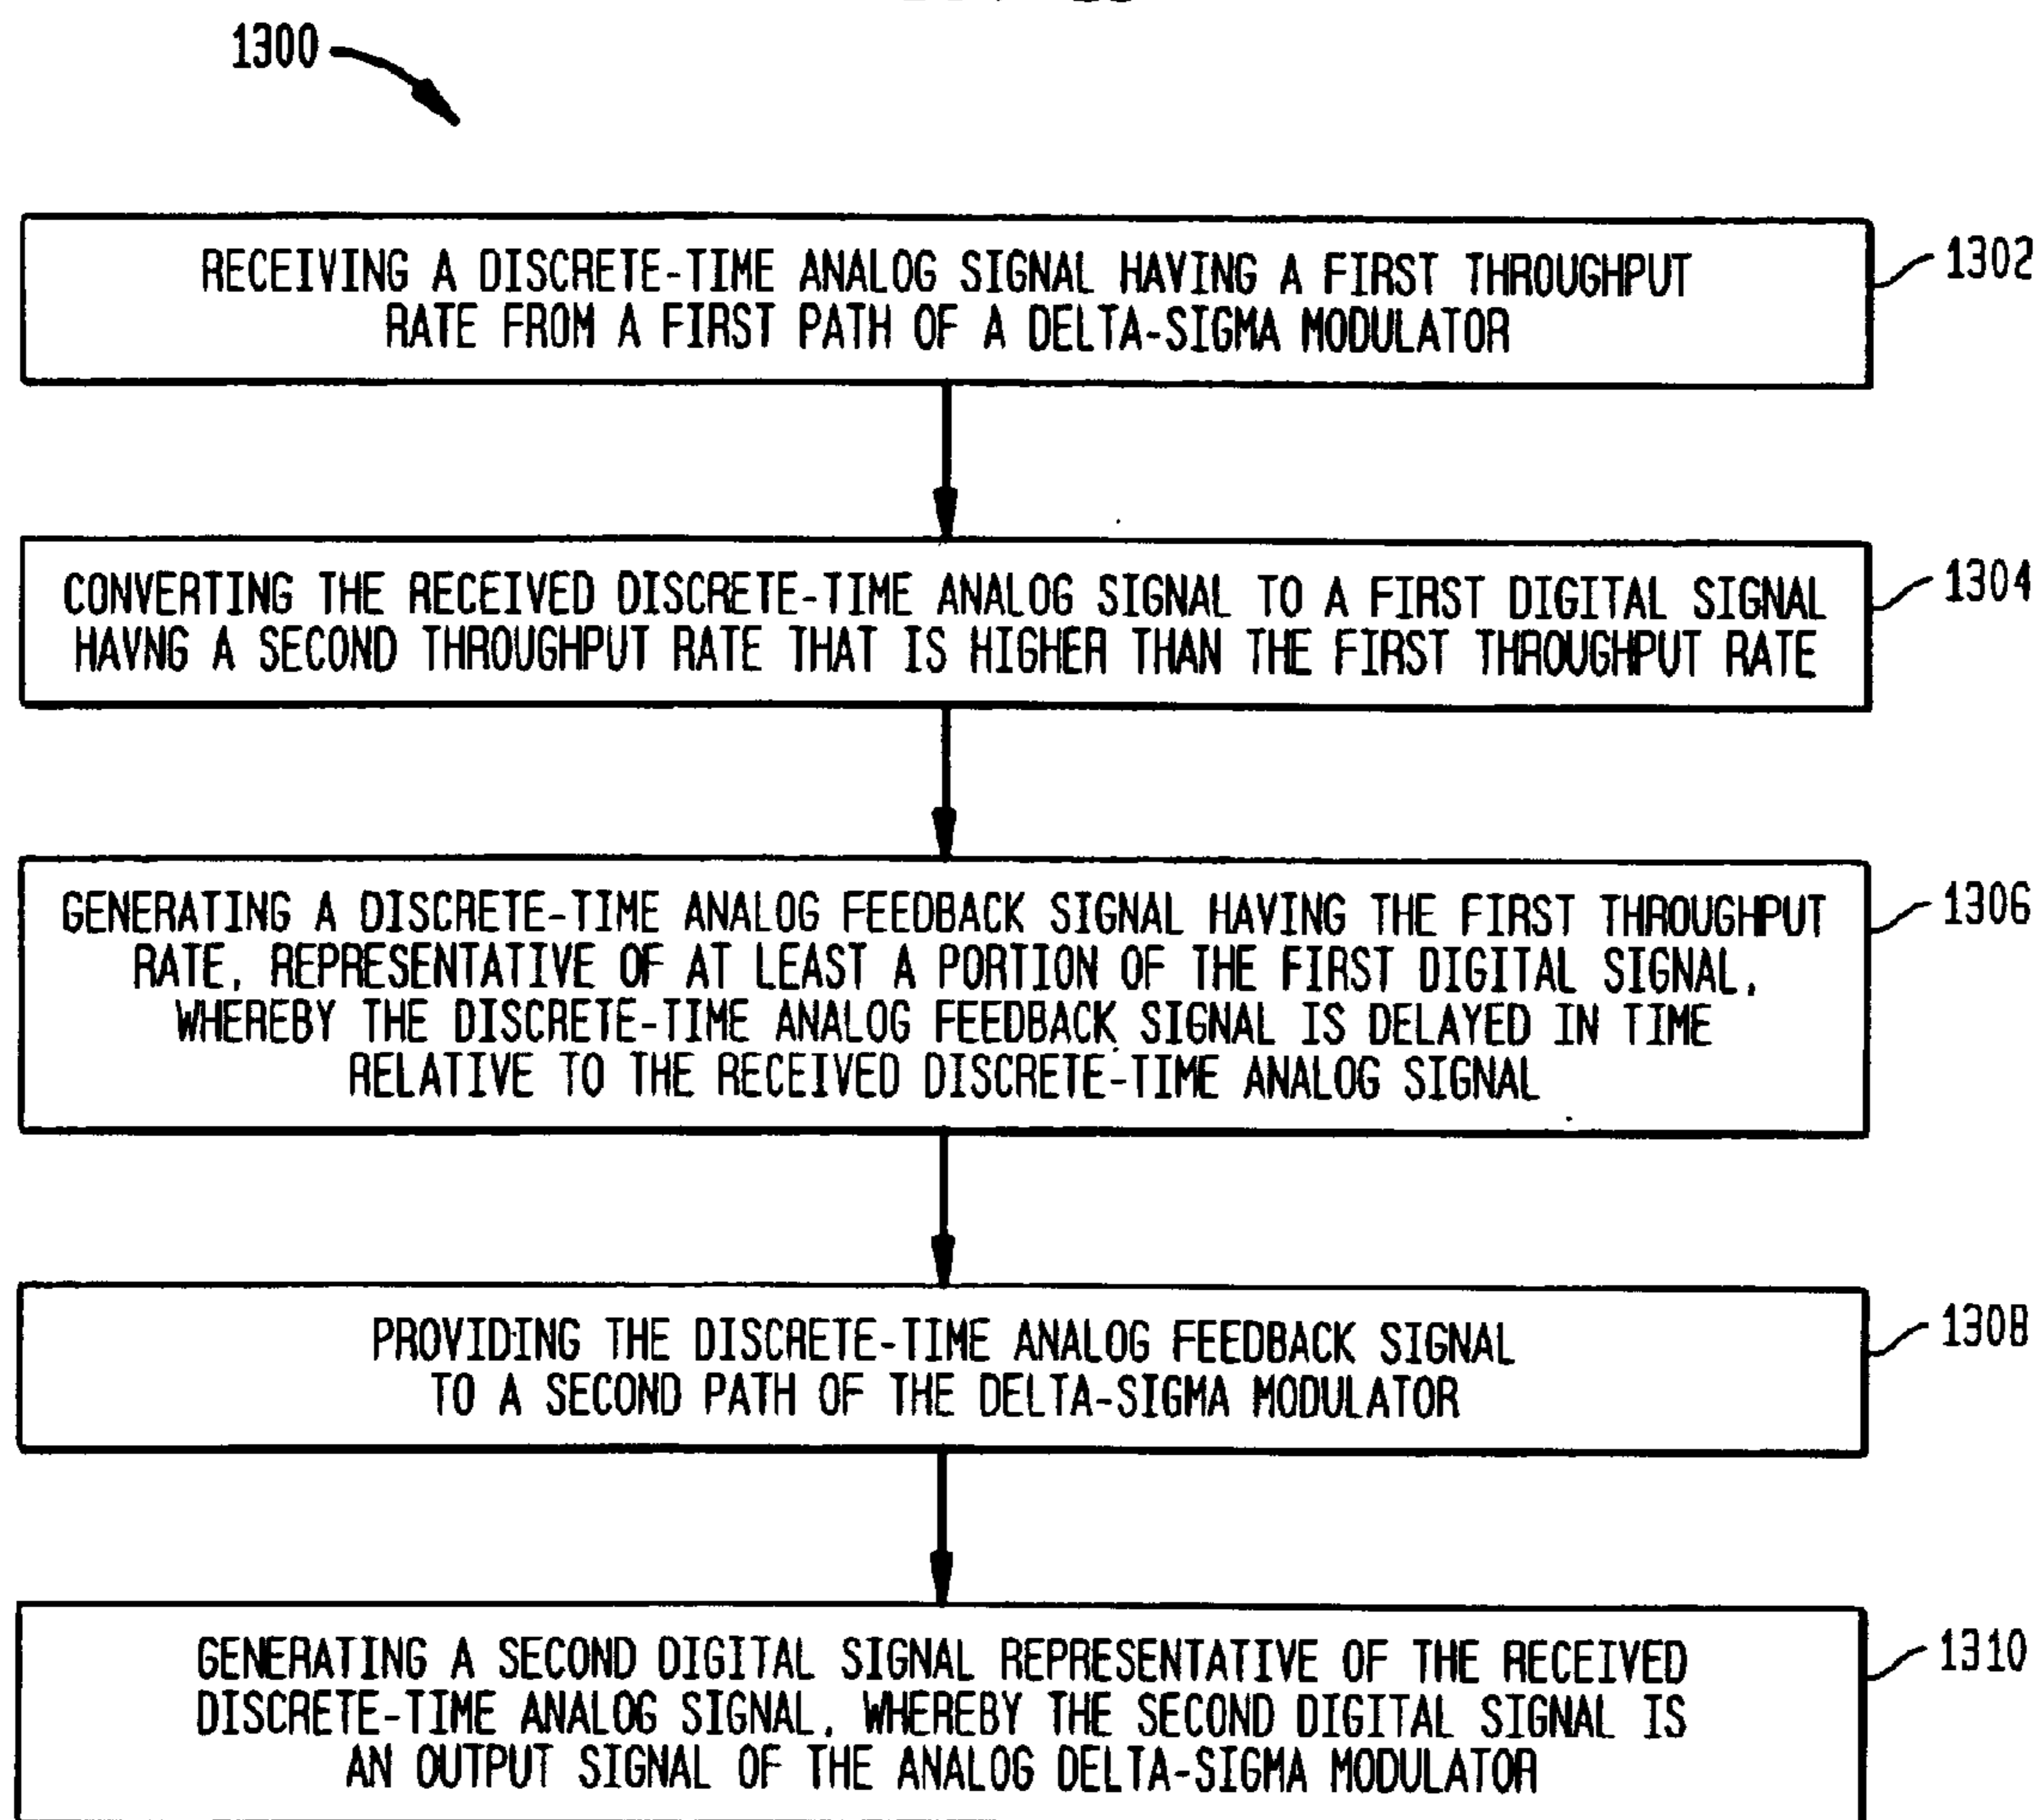 1300
RECEIVING A DISCRETE-TIME ANALOG SIGNAL HAVING A FIRST THROUGHPUT
RATE FROM A FIRST PATH OF A DELTA-SIGMA MODULATOR
1302
CONVERTING THE RECEIVED DISCRETE-TIME ANALOG SIGNAL TO A FIRST DIGITAL SIGNAL
HAVNG A SECOND THROUGHPUT RATE THAT IS HIGHER THAN THE FIRST THROUGHPUT RATE
1304
GENERATING A DISCRETE-TIME ANALOG FEEDBACK SIGNAL HAVING THE FIRST THROUGHPUT
RATE, REPRESENTATIVE OF AT LEAST A PORTION OF THE FIRST DIGITAL SIGNAL,
WHEREBY THE DISCRETE-TIME ANALOG FEEDBACK SIGNAL IS DELAYED IN TIME
RELATIVE TO THE RECEIVED DISCRETE-TIME ANALOG SIGNAL
1306
PROVIDING THE DISCRETE-TIME ANALOG FEEDBACK SIGNAL
TO A SECOND PATH OF THE DELTA-SIGMA MODULATOR
1308
GENERATING A SECOND DIGITAL SIGNAL REPRESENTATIVE OF THE RECEIVED
DISCRETE-TIME ANALOG SIGNAL, WHEREBY THE SECOND DIGITAL SIGNAL IS
AN OUTPUT SIGNAL OF THE ANALOG DELTA-SIGMA MODULATOR
1310